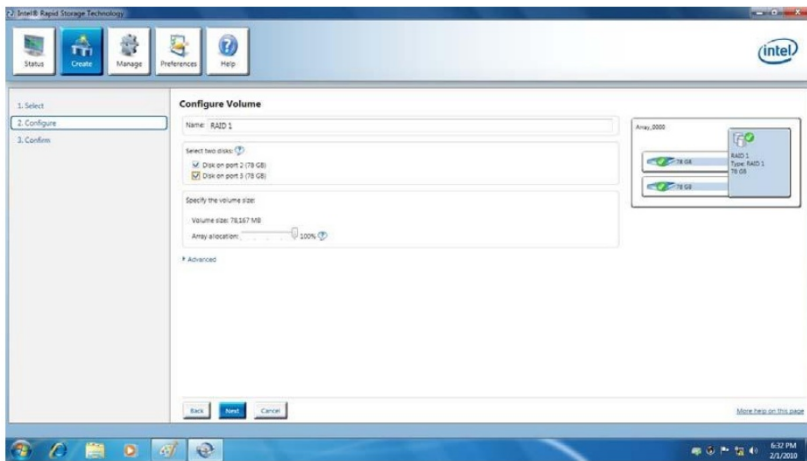 Intel® Rapid Storage Technology
Status
Create
Manage
Preferences
Help
intel
1. Select
2. Configure
3. Confirm
Configure Volume
Name: RAID 1
Select two disks:
Disk on port 2 (78 GB)
Disk on port 3 (78 GB)
Specify the volume size:
Volume size: 78,167 MB
Array allocation: 100%
Advanced
Array_0000
78 GB
78 GB
RAID 1
Type: RAID 1
78 GB
Back
Next
Cancel
More help on this page
6:32 PM
2/1/2010